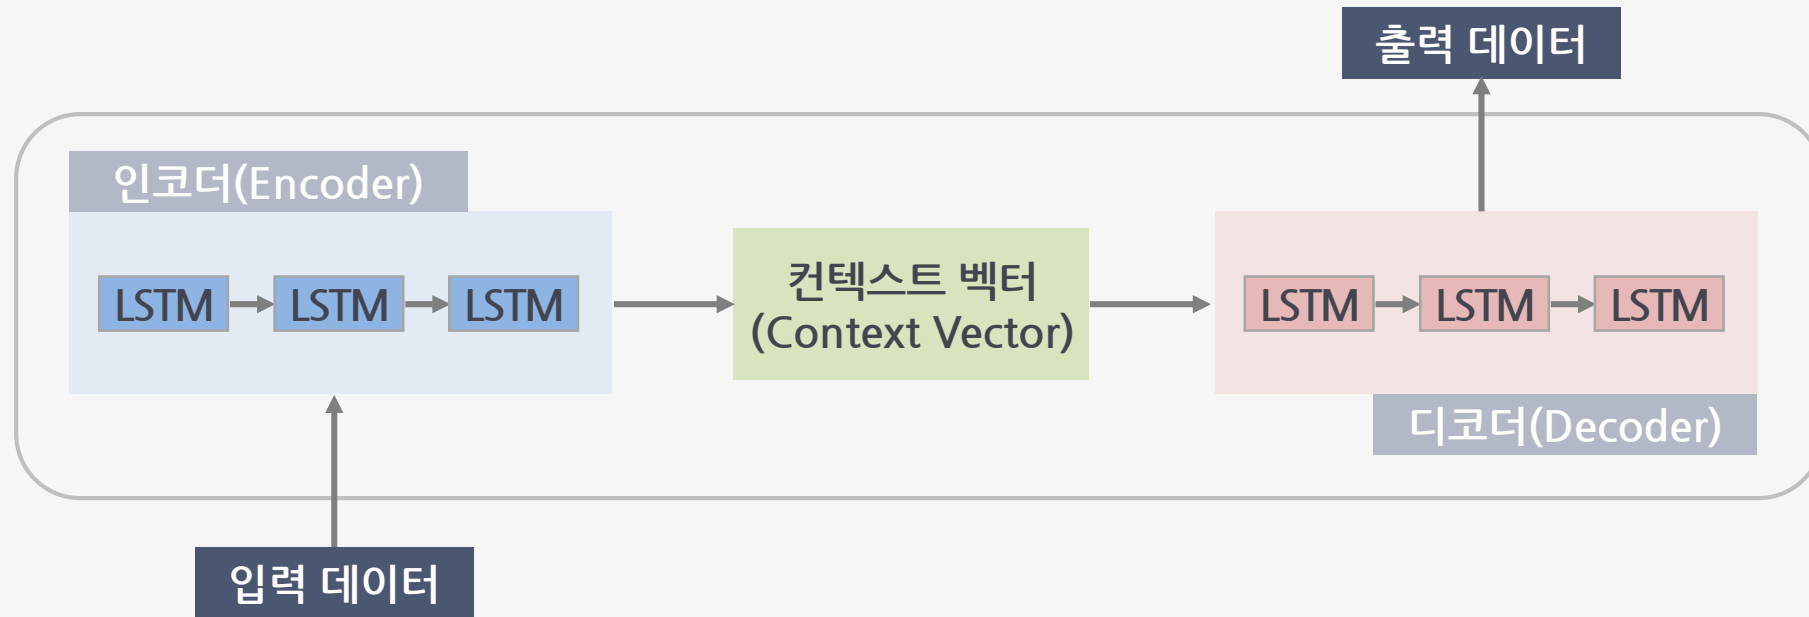 출력 데이터
인코더(Encoder)
LSTM
LSTM
LSTM
컨텍스트 벡터
(Context Vector)
LSTM
LSTM
LSTM
디코더(Decoder)
입력 데이터